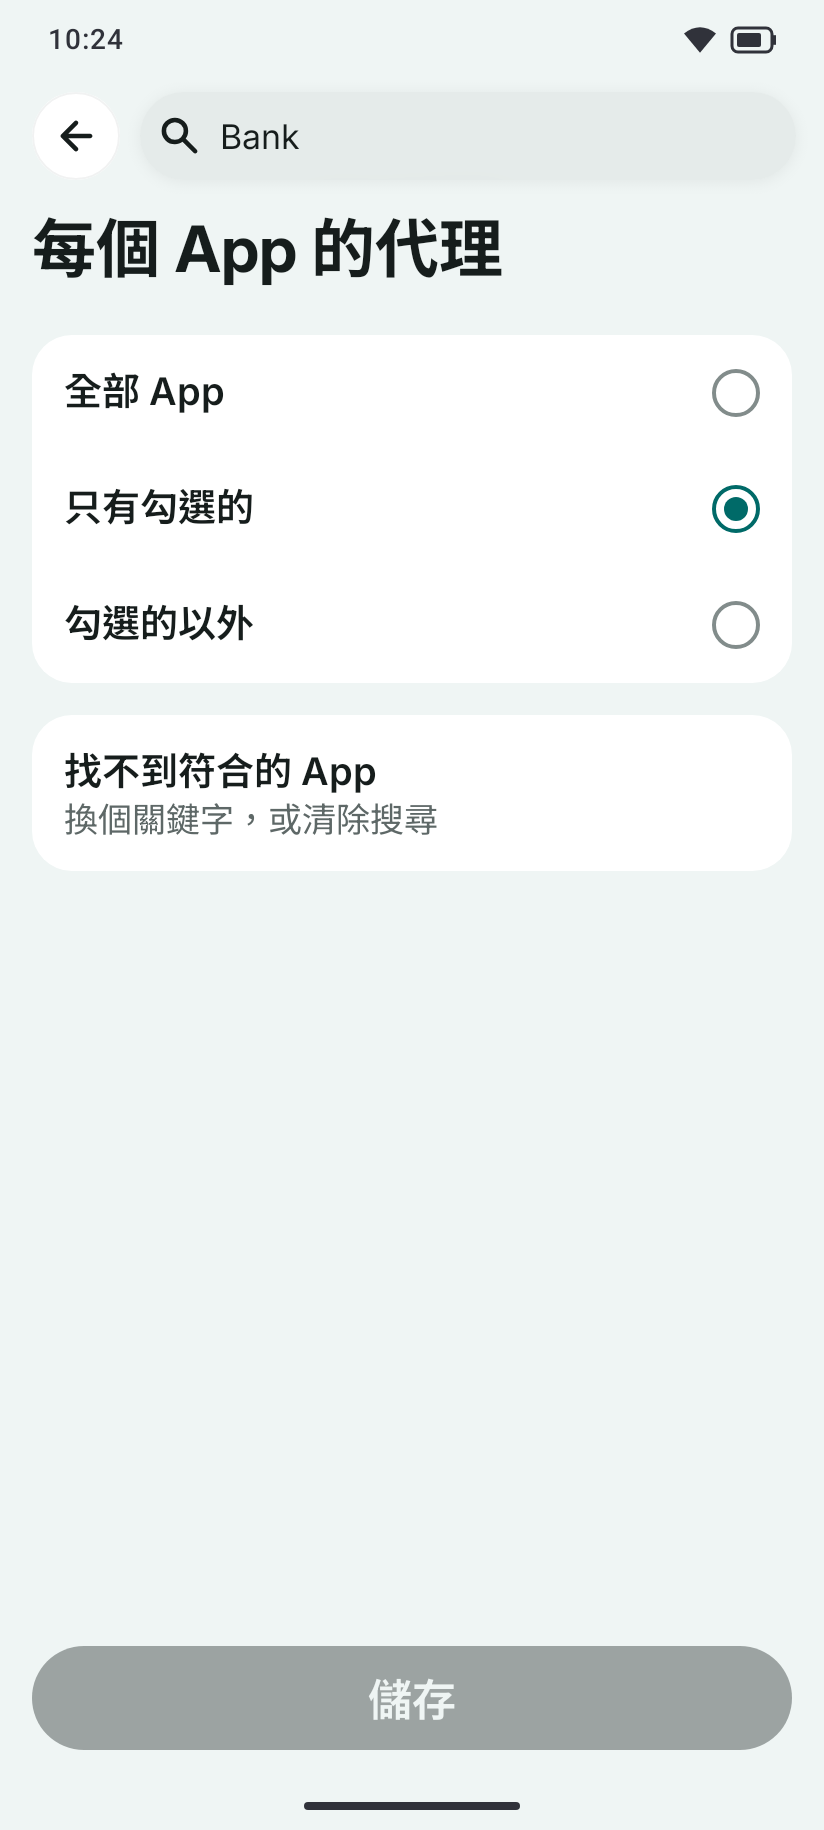 10:24
Bank
每個 App 的代理
全部 App
只有勾選的
勾選的以外
找不到符合的 App
換個關鍵字，或清除搜尋
儲存